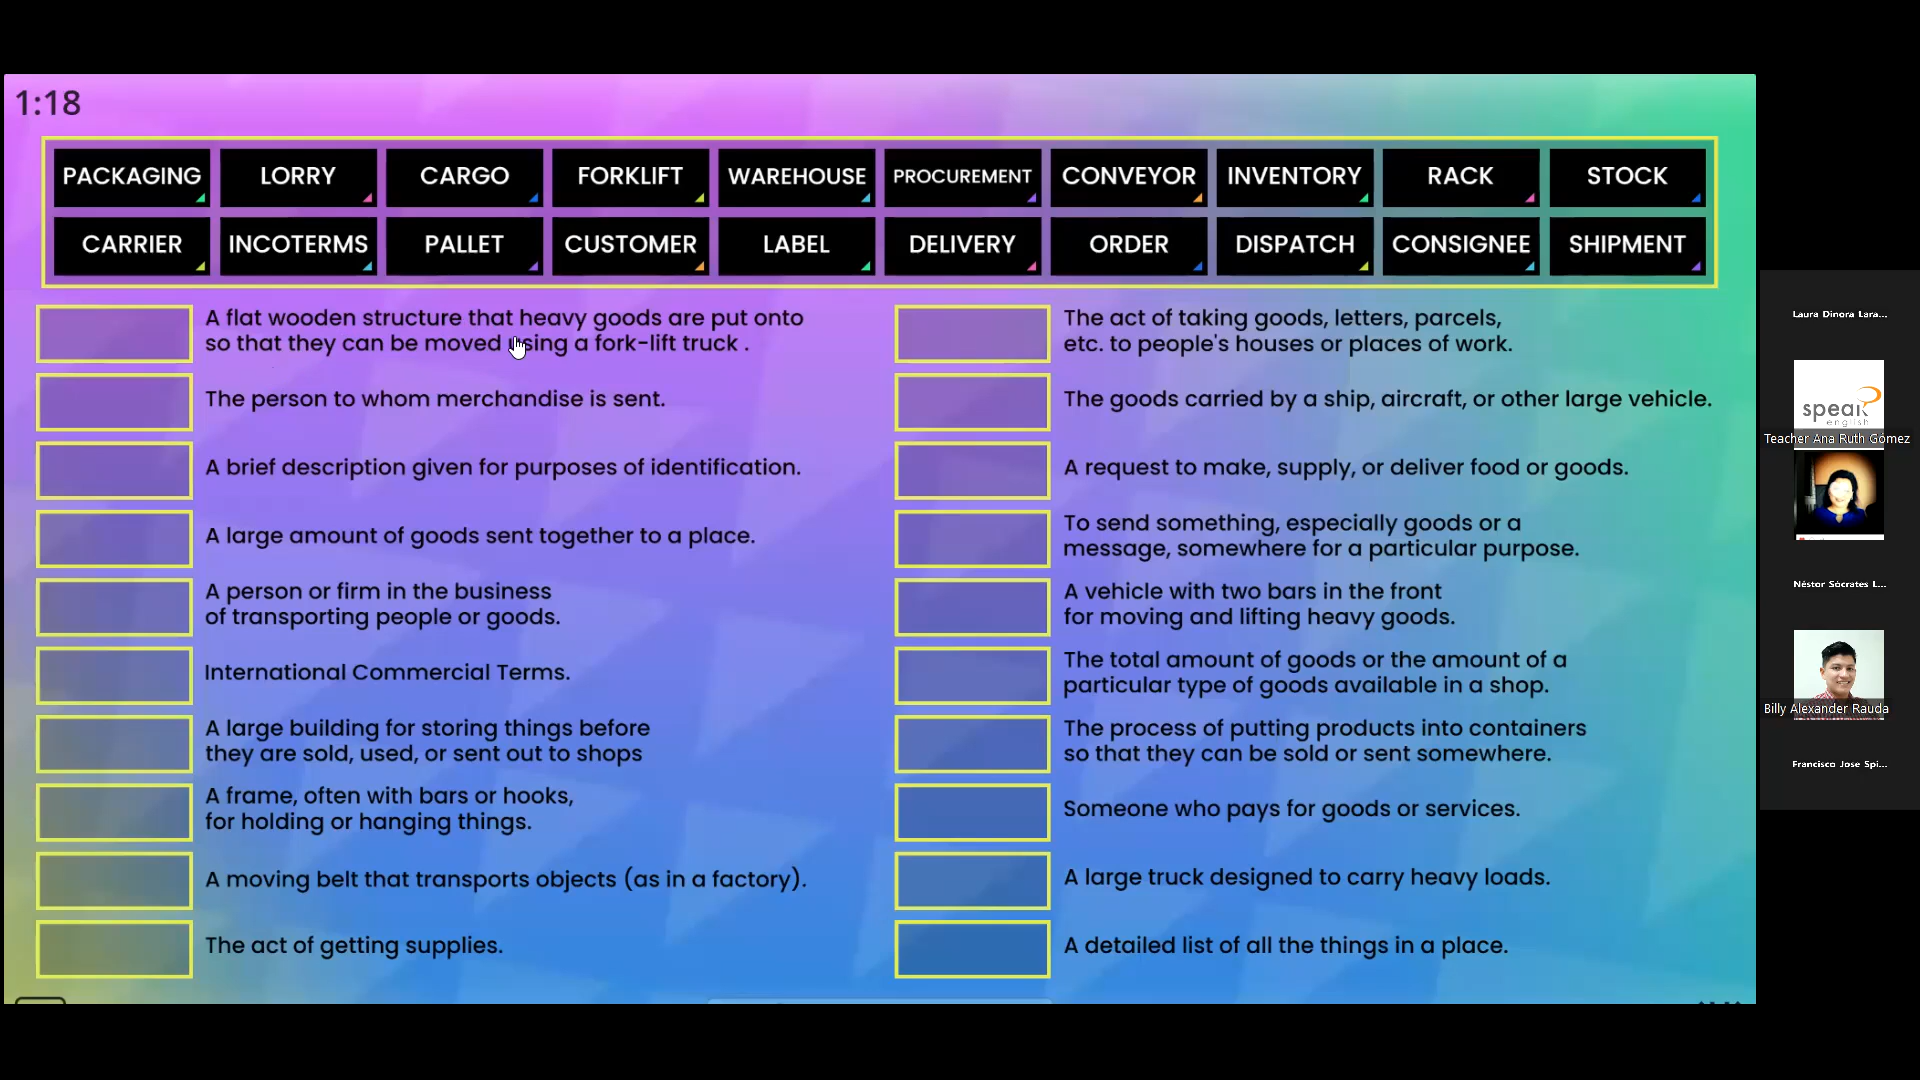 1:18
PACKAGING LORRY CARGO FORKLIFT WAREHOUSE PROCUREMENT CONVEYOR INVENTORY RACK STOCK
CARRIER INCOTERMS PALLET CUSTOMER LABEL DELIVERY ORDER DISPATCH CONSIGNEE SHIPMENT
A flat wooden structure that heavy goods are put onto
so that they can be moved using a fork-lift truck .
The person to whom merchandise is sent.
A brief description given for purposes of identification.
A large amount of goods sent together to a place.
A person or firm in the business
of transporting people or goods.
International Commercial Terms.
A large building for storing things before
they are sold, used, or sent out to shops
A frame, often with bars or hooks,
for holding or hanging things.
A moving belt that transports objects (as in a factory).
The act of getting supplies.
The act of taking goods, letters, parcels,
etc. to people's houses or places of work.
The goods carried by a ship, aircraft, or other large vehicle.
A request to make, supply, or deliver food or goods.
To send something, especially goods or a
message, somewhere for a particular purpose.
A vehicle with two bars in the front
for moving and lifting heavy goods.
The total amount of goods or the amount of a
particular type of goods available in a shop.
The process of putting products into containers
so that they can be sold or sent somewhere.
Someone who pays for goods or services.
A large truck designed to carry heavy loads.
A detailed list of all the things in a place.
Laura Dinora Lara...
speak
english
Teacher Ana Ruth Gómez
Néstor Sócrates L...
Billy Alexander Rauda
Francisco Jose Spi...